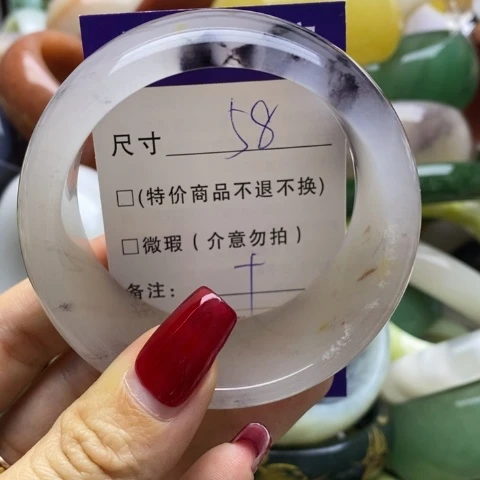 尺寸 58
□(特价商品不退不换)
□微瑕（介意勿拍）
备注：